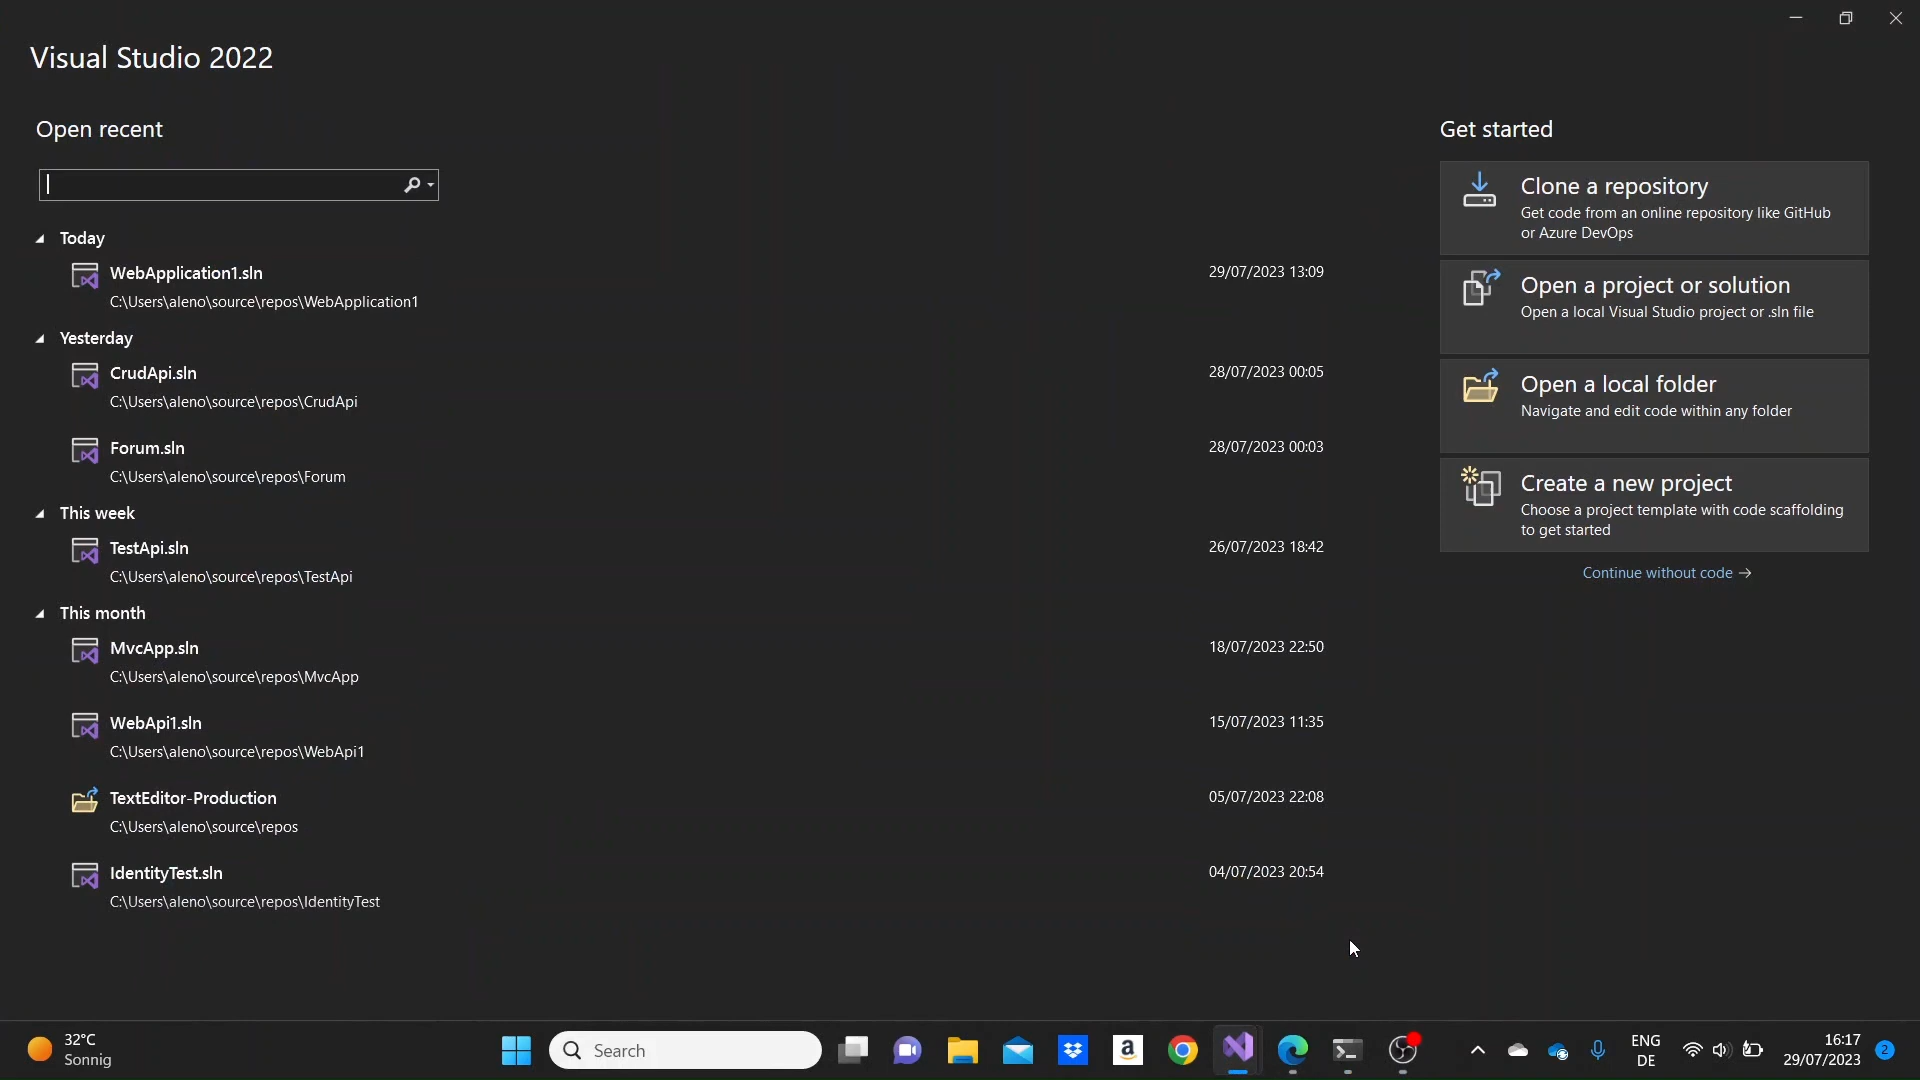 Visual Studio 2022
Open recent
Today
WebApplication1.sln
29/07/2023 13:09
C:\Users\aleno\source\repos\WebApplication1
Yesterday
CrudApi.sln
28/07/2023 00:05
C:\Users\aleno\source\repos\CrudApi
Forum.sln
28/07/2023 00:03
C:\Users\aleno\source\repos\Forum
This week
TestApi.sln
26/07/2023 18:42
C:\Users\aleno\source\repos\TestApi
This month
MvcApp.sln
18/07/2023 22:50
C:\Users\aleno\source\repos\MvcApp
WebApi1.sln
15/07/2023 11:35
C:\Users\aleno\source\repos\WebApi1
TextEditor-Production
05/07/2023 22:08
C:\Users\aleno\source\repos
IdentityTest.sln
04/07/2023 20:54
C:\Users\aleno\source\repos\IdentityTest
Get started
Clone a repository
Get code from an online repository like GitHub
or Azure DevOps
Open a project or solution
Open a local Visual Studio project or .sln file
Open a local folder
Navigate and edit code within any folder
Create a new project
Choose a project template with code scaffolding
to get started
Continue without code →
32°C
Sonnig
Search
a
ENG
DE
16:17
29/07/2023
2